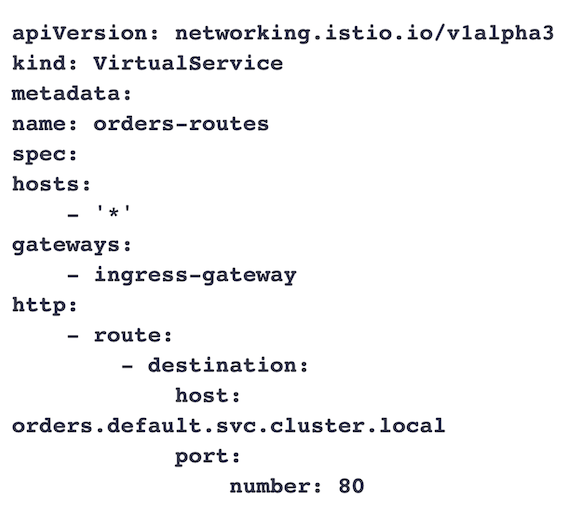 apiVersion: networking.istio.io/v1alpha3
kind: VirtualService
metadata:
name: orders-routes
spec:
hosts:
    - '*'
gateways:
    - ingress-gateway
http:
    - route:
        - destination:
            host:
orders.default.svc.cluster.local
            port:
                number: 80